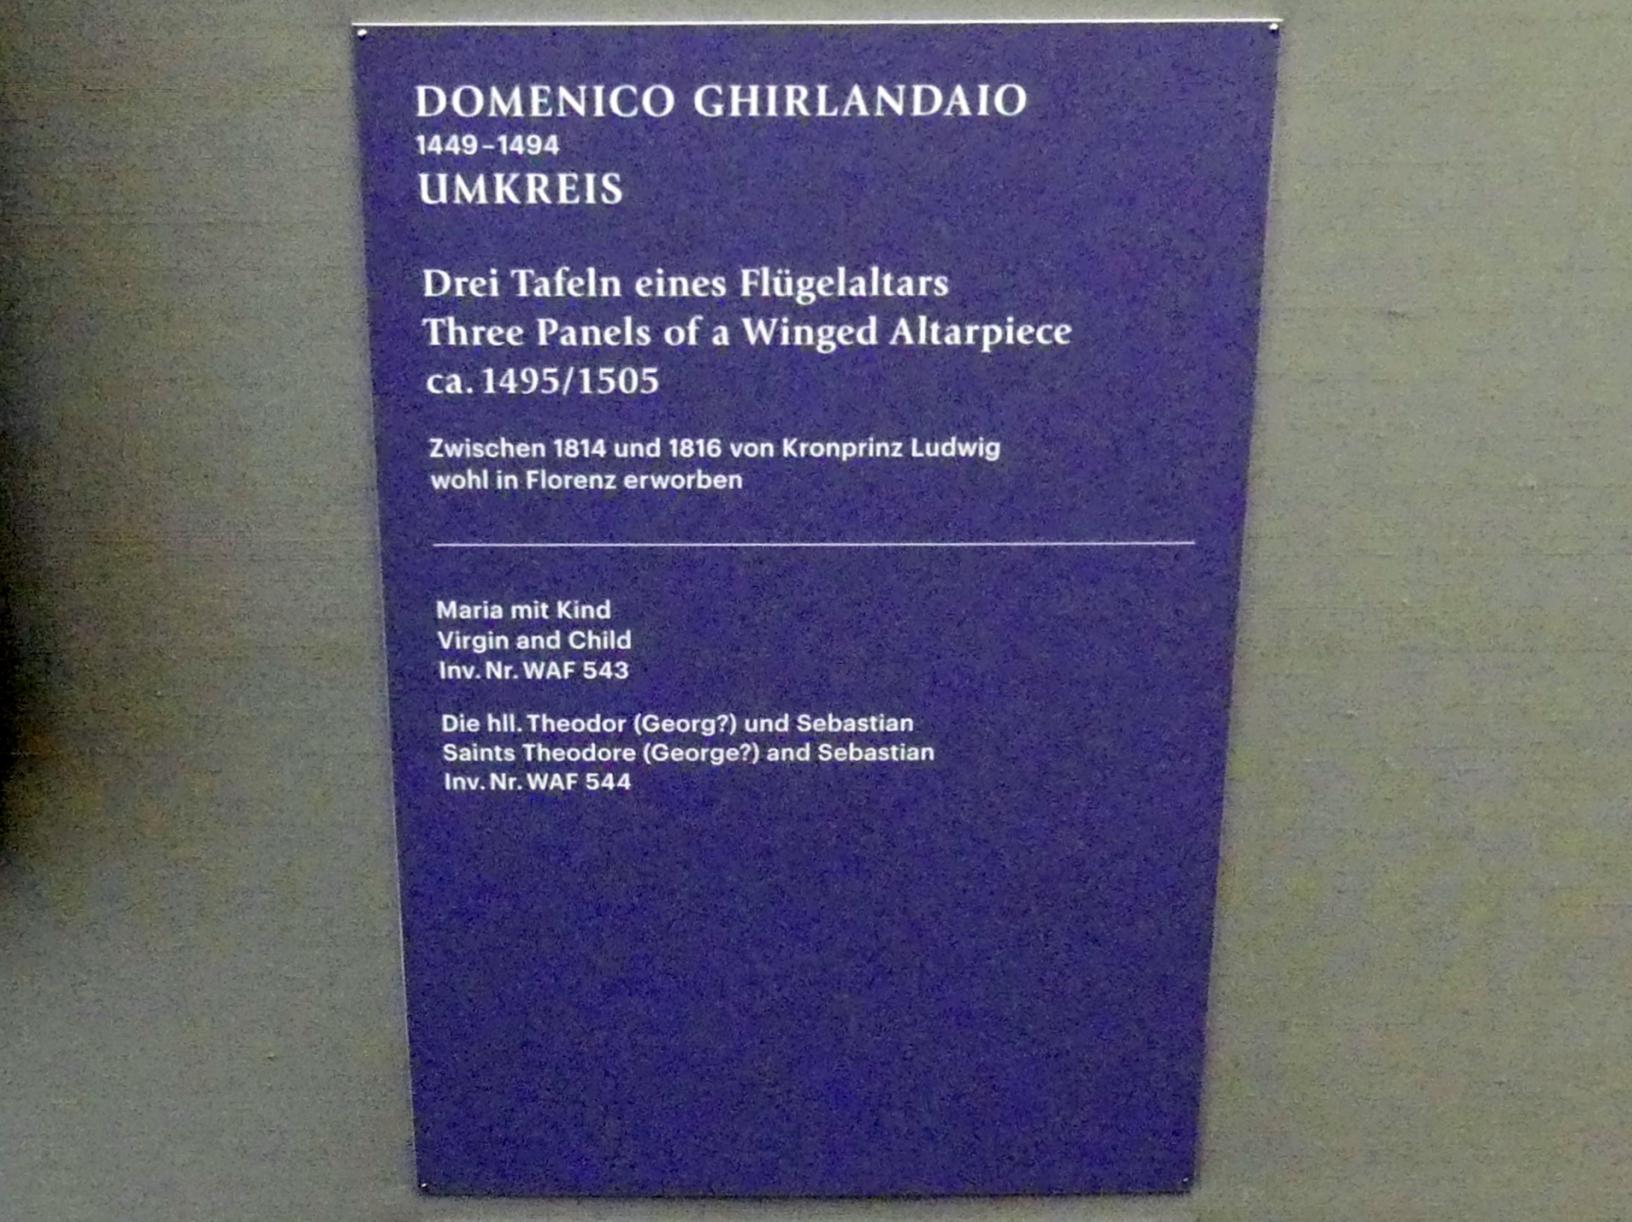 DOMENICO GHIRLANDAIO
1449–1494
UMKREIS
Drei Tafeln eines Flügelaltars
Three Panels of a Winged Altarpiece
ca. 1495/1505
Zwischen 1814 und 1816 von Kronprinz Ludwig
wohl in Florenz erworben
Maria mit Kind
Virgin and Child
Inv. Nr. WAF 543
Die hll. Theodor (Georg?) und Sebastian
Saints Theodore (George?) and Sebastian
Inv. Nr. WAF 544